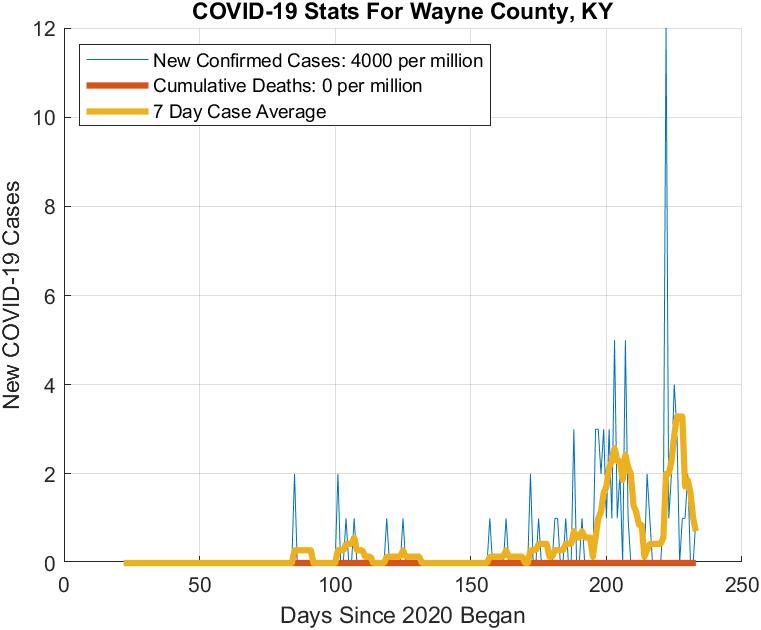 COVID-19 Stats For Wayne County, KY
New Confirmed Cases: 4000 per million
Cumulative Deaths: 0 per million
7 Day Case Average
12
10
8
6
4
2
0
New COVID-19 Cases
0 50 100 150 200 250
Days Since 2020 Began